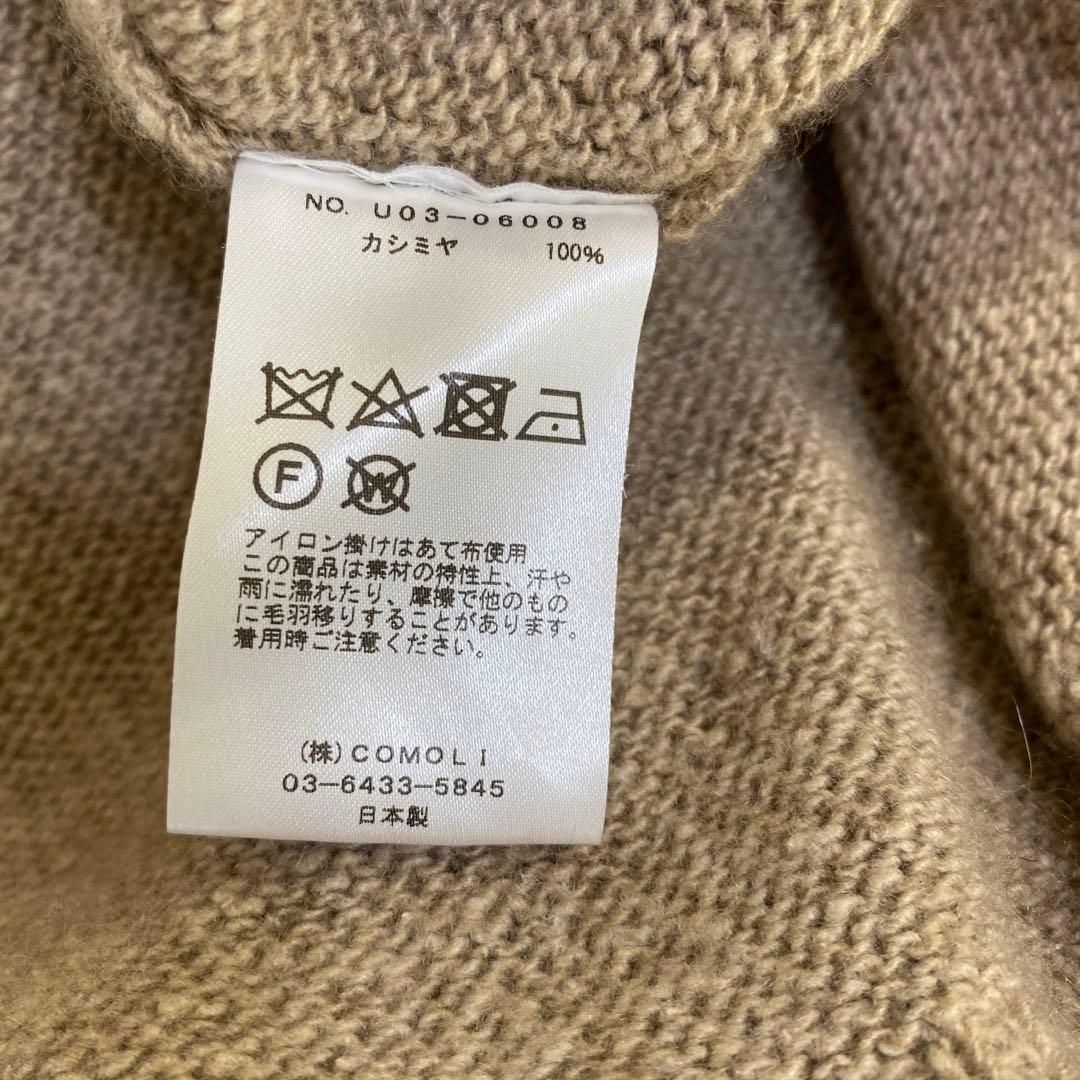 NO. U03-06008
カシミヤ 100%
F
W
アイロン掛けはあて布使用
この商品は素材の特性上、汗や
雨に濡れたり、摩擦で他のもの
に毛羽移りすることがあります。
着用時ご注意ください。
(株)COMOLI
03-6433-5845
日本製